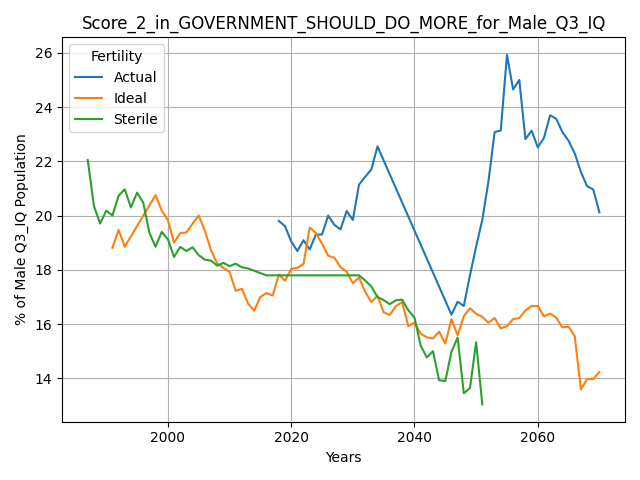 Score_2_in_GOVERNMENT_SHOULD_DO_MORE_for_Male_Q3_IQ
Fertility
Actual
Ideal
Sterile
% of Male Q3_IQ Population
26
24
22
20
18
16
14
2000 2020 2040 2060
Years